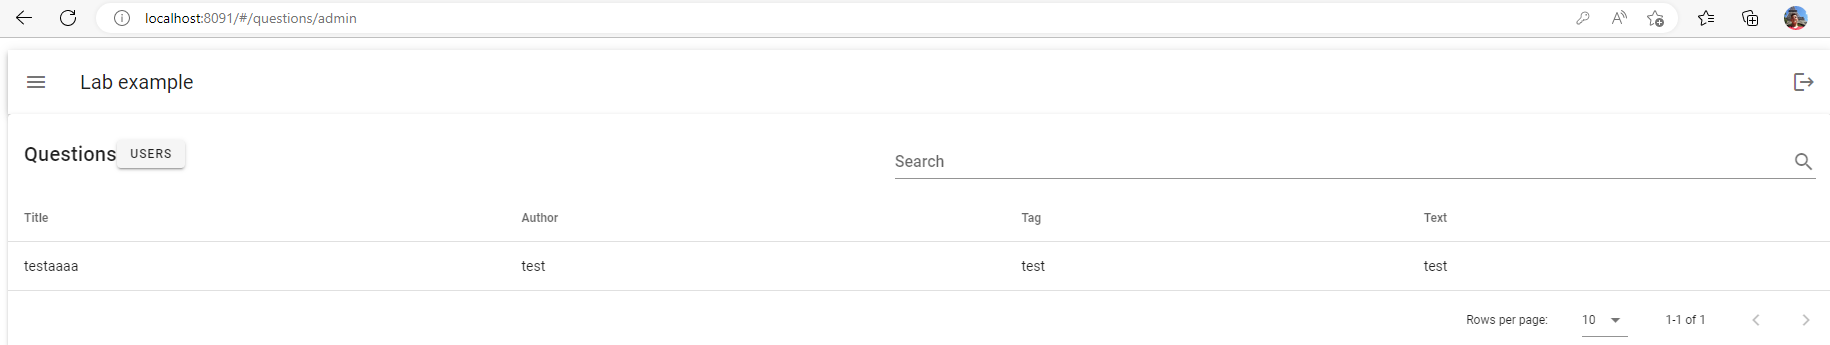 localhost:8091/#/questions/admin
Lab example
Questions USERS
Search
Title Author Tag Text
testaaaa test test test
Rows per page: 10 1-1 of 1